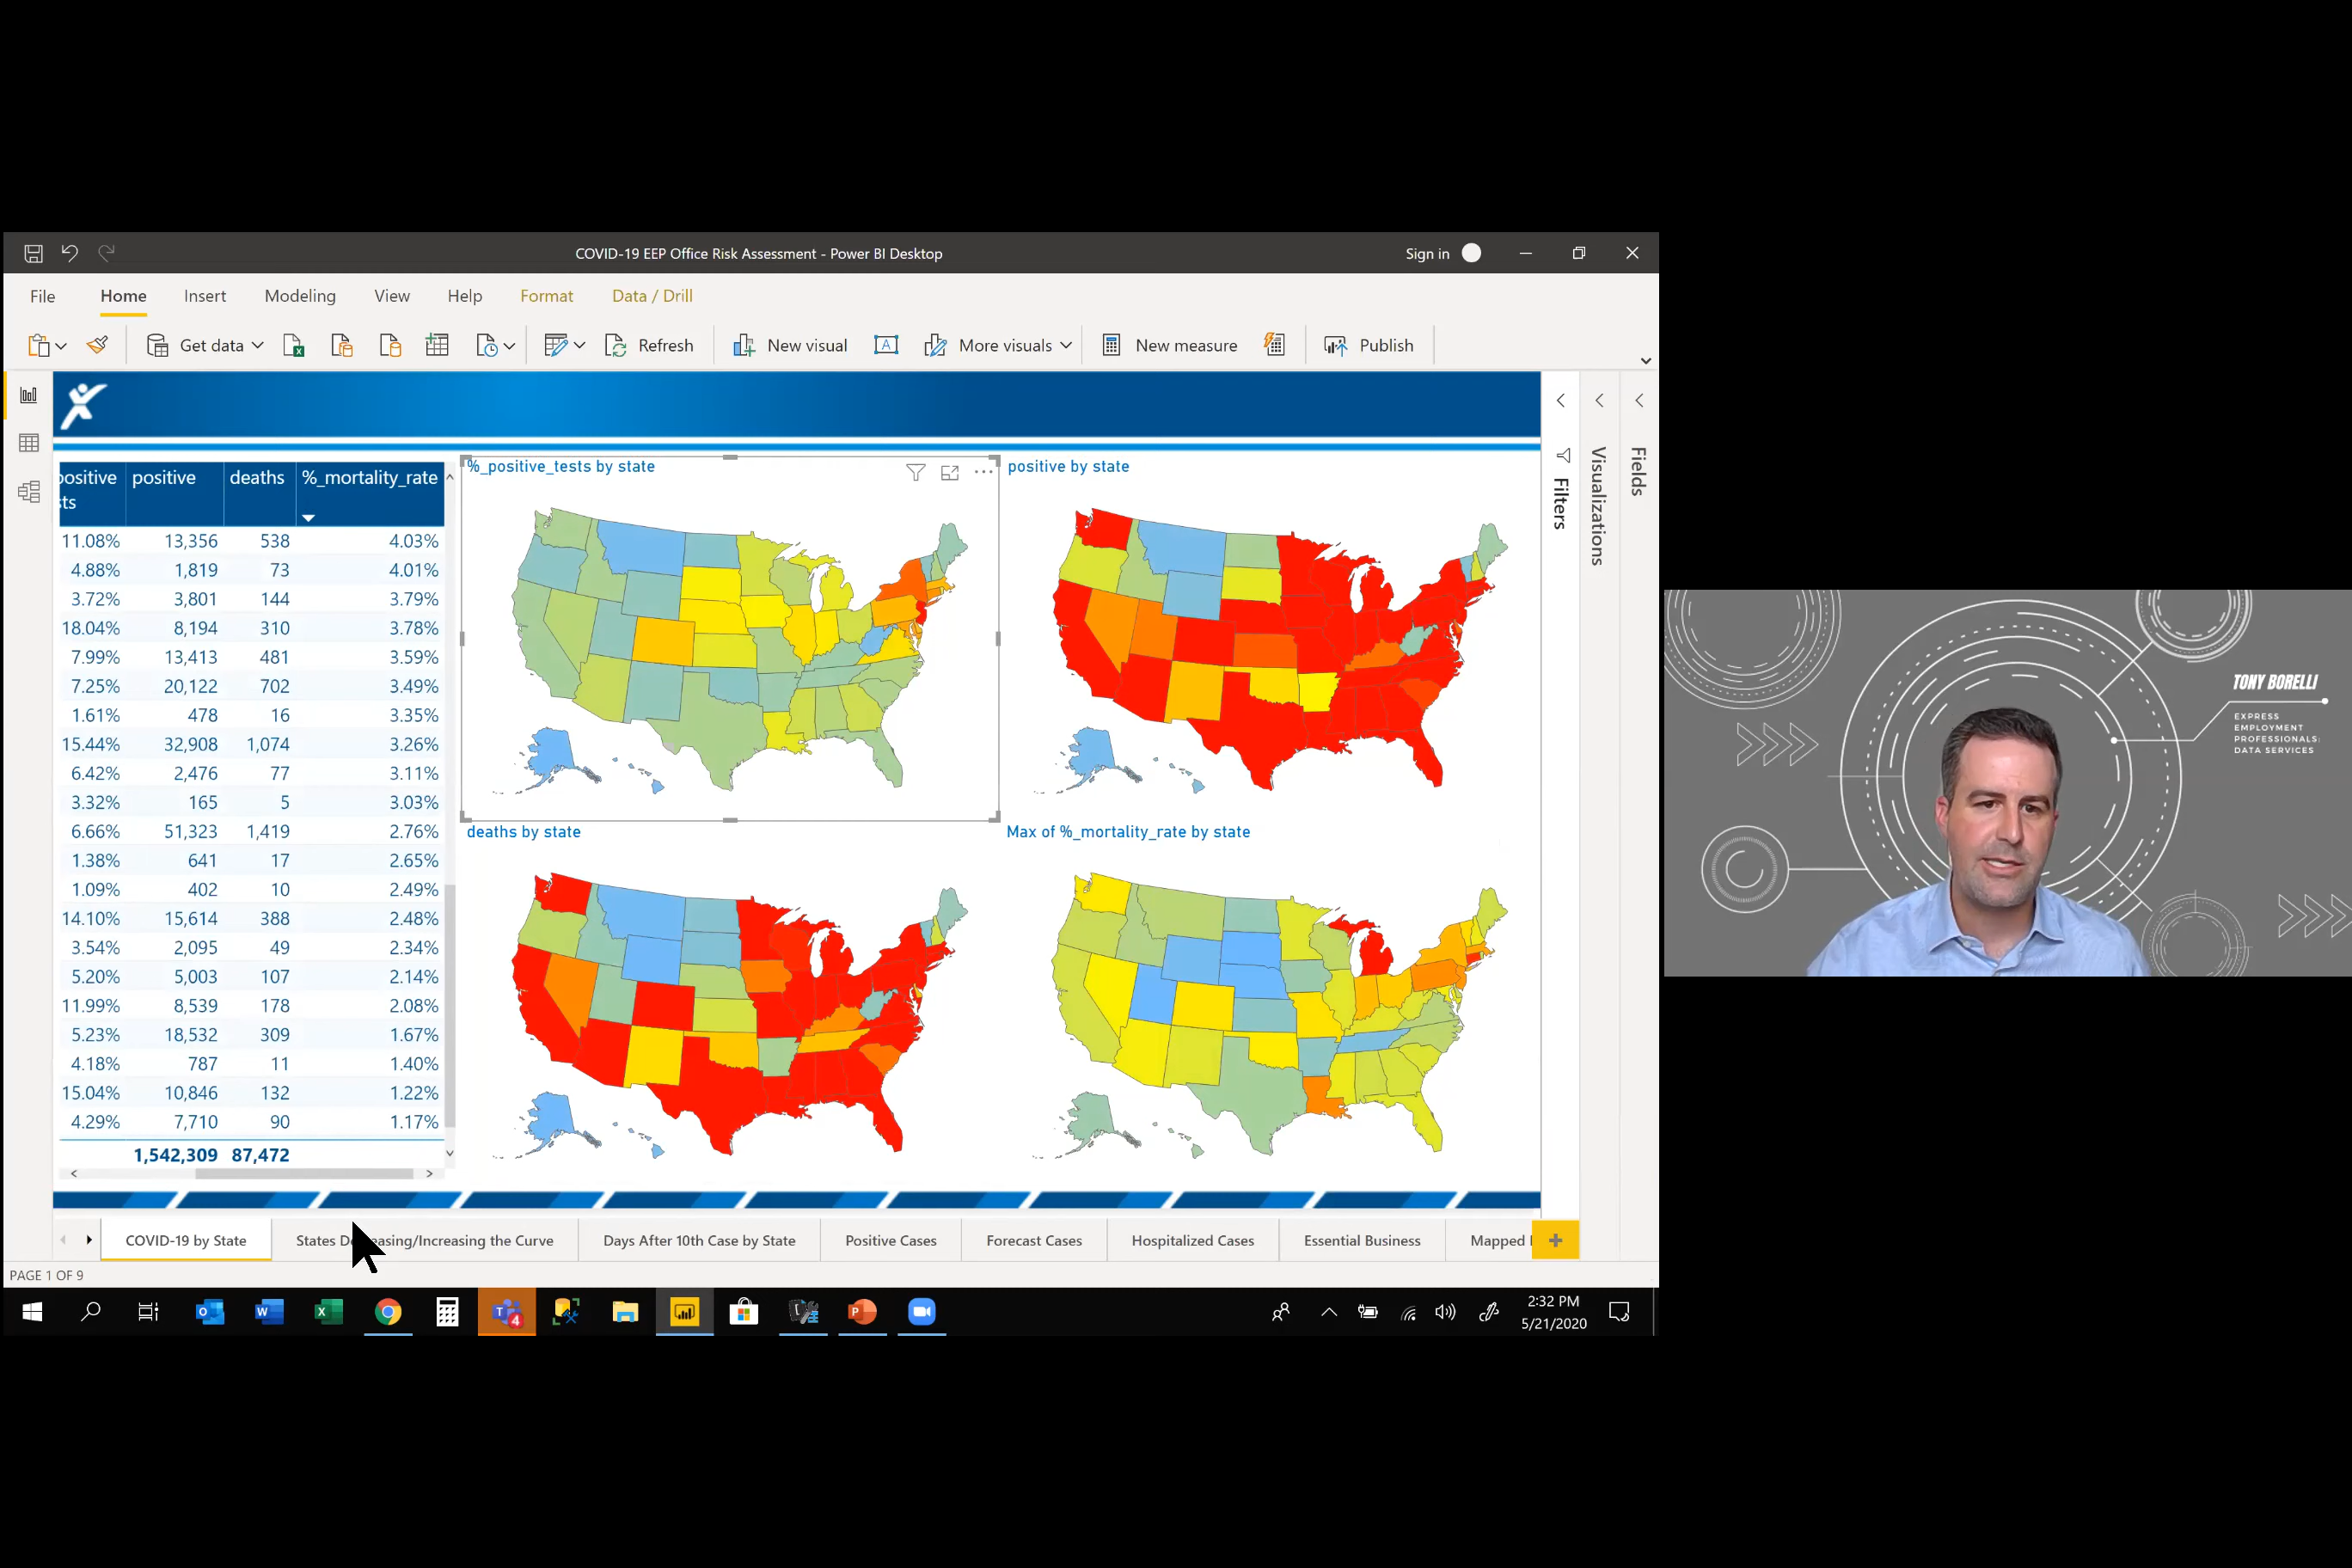 COVID-19 EEP Office Risk Assessment - Power BI Desktop
Sign in
File Home Insert Modeling View Help Format Data / Drill
Get data Refresh New visual More visuals New measure Publish
positive positive deaths %_mortality_rate
sts
11.08% 13,356 538 4.03%
4.88% 1,819 73 4.01%
3.72% 3,801 144 3.79%
18.04% 8,194 310 3.78%
7.99% 13,413 481 3.59%
7.25% 20,122 702 3.49%
1.61% 478 16 3.35%
15.44% 32,908 1,074 3.26%
6.42% 2,476 77 3.11%
3.32% 165 5 3.03%
6.66% 51,323 1,419 2.76%
1.38% 641 17 2.65%
1.09% 402 10 2.49%
14.10% 15,614 388 2.48%
3.54% 2,095 49 2.34%
5.20% 5,003 107 2.14%
11.99% 8,539 178 2.08%
5.23% 18,532 309 1.67%
4.18% 787 11 1.40%
15.04% 10,846 132 1.22%
4.29% 7,710 90 1.17%
1,542,309 87,472
%_positive_tests by state
positive by state
deaths by state
Max of %_mortality_rate by state
Filters
Visualizations
Fields
COVID-19 by State
States D easing/Increasing the Curve
Days After 10th Case by State
Positive Cases
Forecast Cases
Hospitalized Cases
Essential Business
Mapped
PAGE 1 OF 9
2:32 PM
5/21/2020
4
TONY BORELLI
EXPRESS
EMPLOYMENT
PROFESSIONALS:
DATA SERVICES